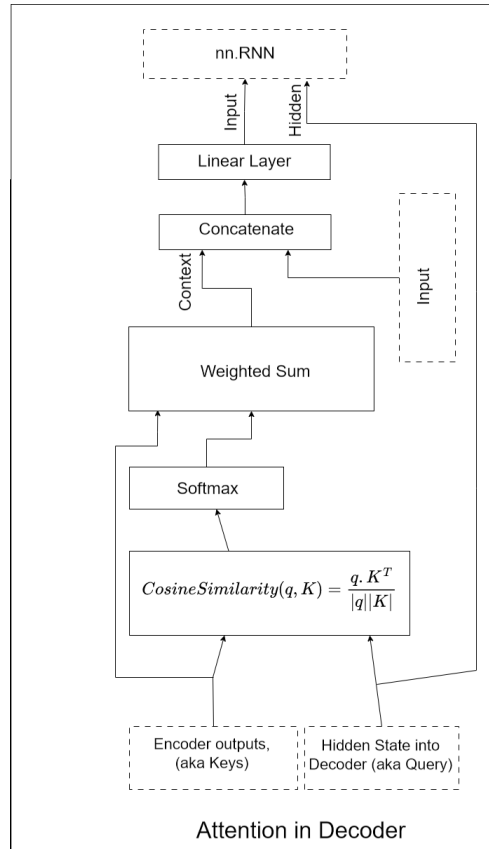 nn.RNN
Input
Hidden
Linear Layer
Concatenate
Context
Input
Weighted Sum
Softmax
CosineSimilarity(q, K) = q.K^T / |q||K|
Encoder outputs,
(aka Keys)
Hidden State into
Decoder (aka Query)
Attention in Decoder